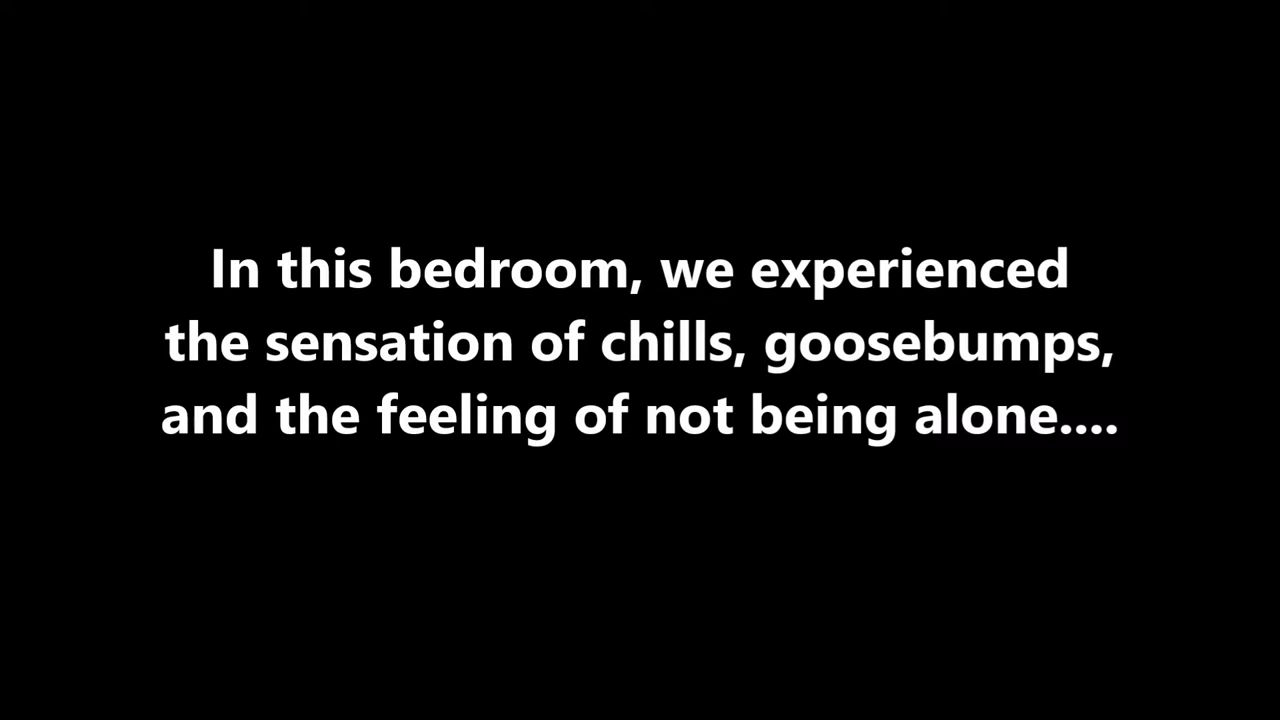 In this bedroom, we experienced
the sensation of chills, goosebumps,
and the feeling of not being alone....